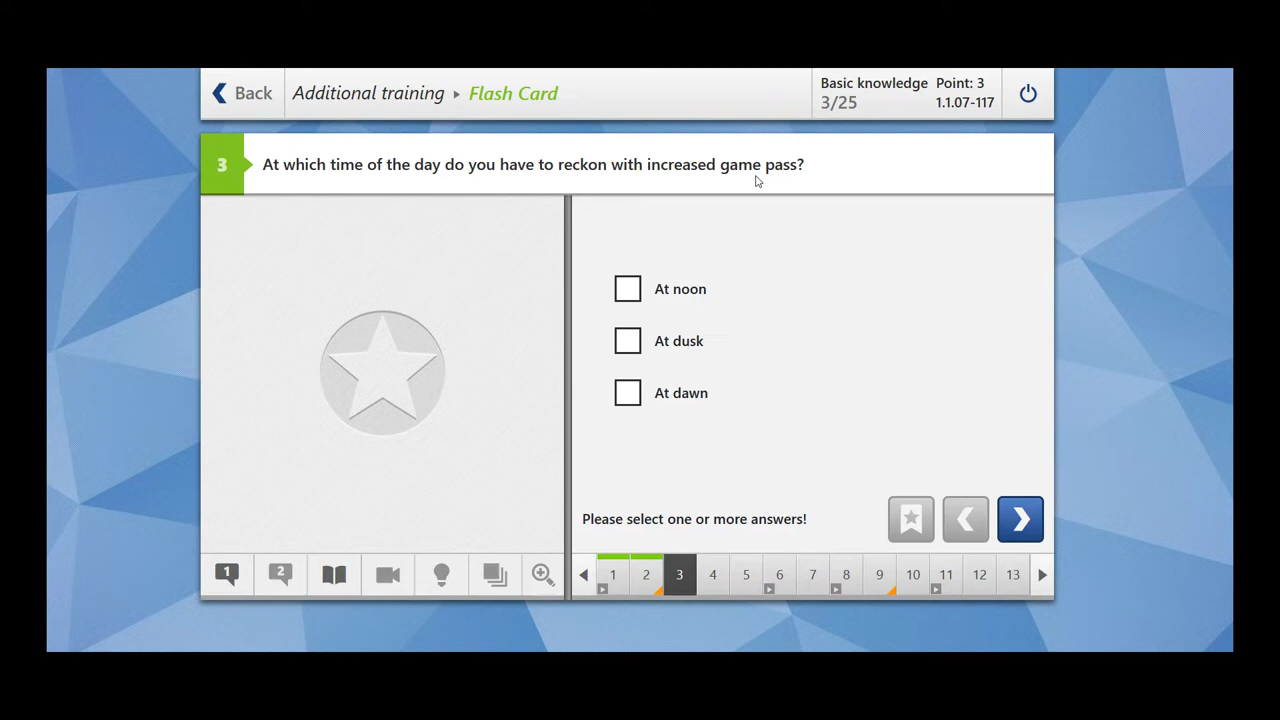 Back
Additional training ▸ Flash Card
Basic knowledge Point: 3
3/25 1.1.07-117
3 At which time of the day do you have to reckon with increased game pass?
At noon
At dusk
At dawn
Please select one or more answers!
1 2
1 2 3 4 5 6 7 8 9 10 11 12 13